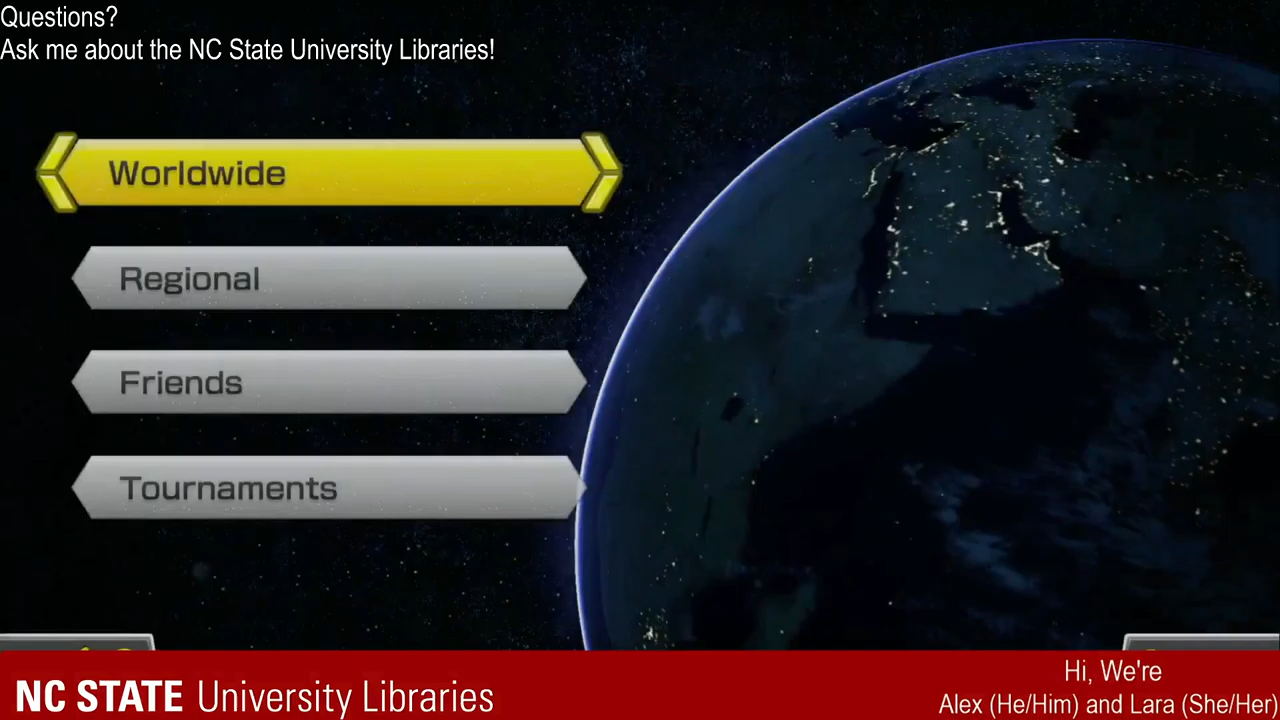 Questions?
Ask me about the NC State University Libraries!
Worldwide
Regional
Friends
Tournaments
NC STATE University Libraries
Hi, We're
Alex (He/Him) and Lara (She/Her)